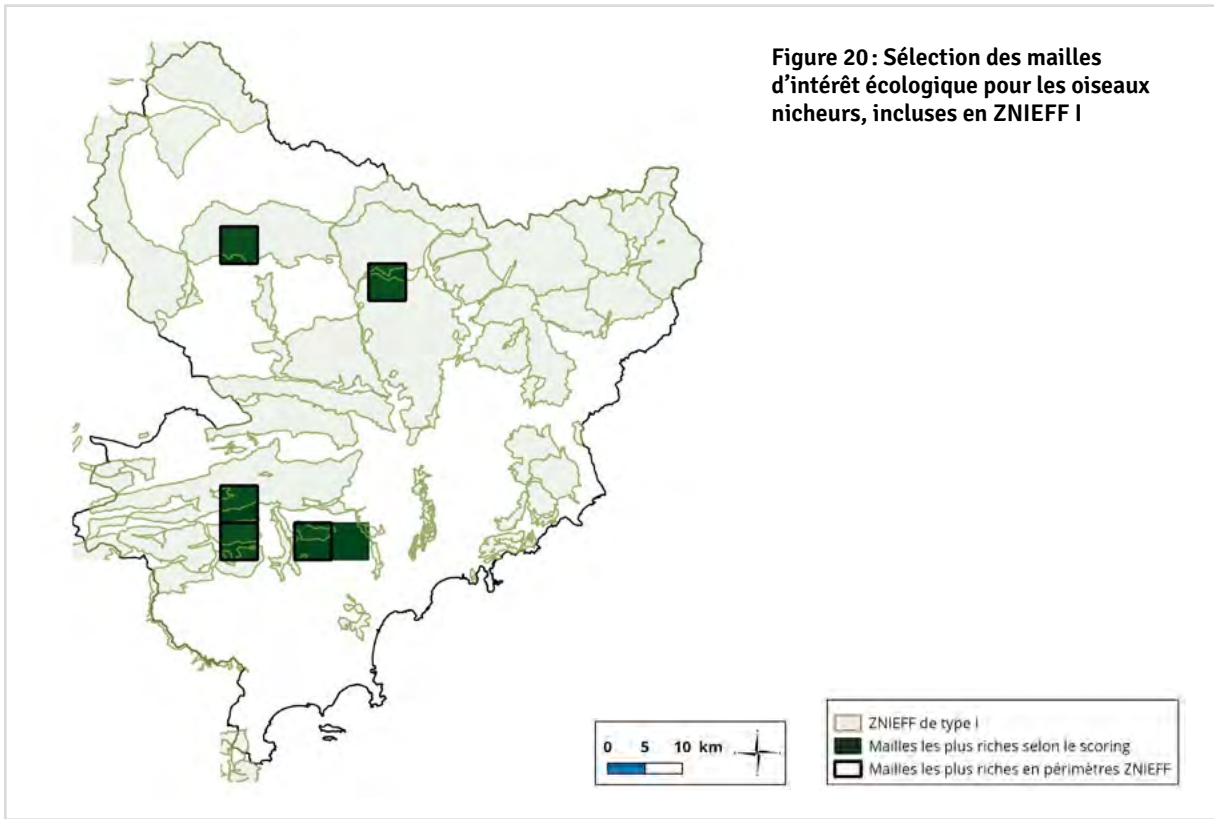 Figure 20 : Sélection des mailles
d'intérêt écologique pour les oiseaux
nicheurs, incluses en ZNIEFF I
0 5 10 km
ZNIEFF de type I
Mailles les plus riches selon le scoring
Mailles les plus riches en périmètres ZNIEFF